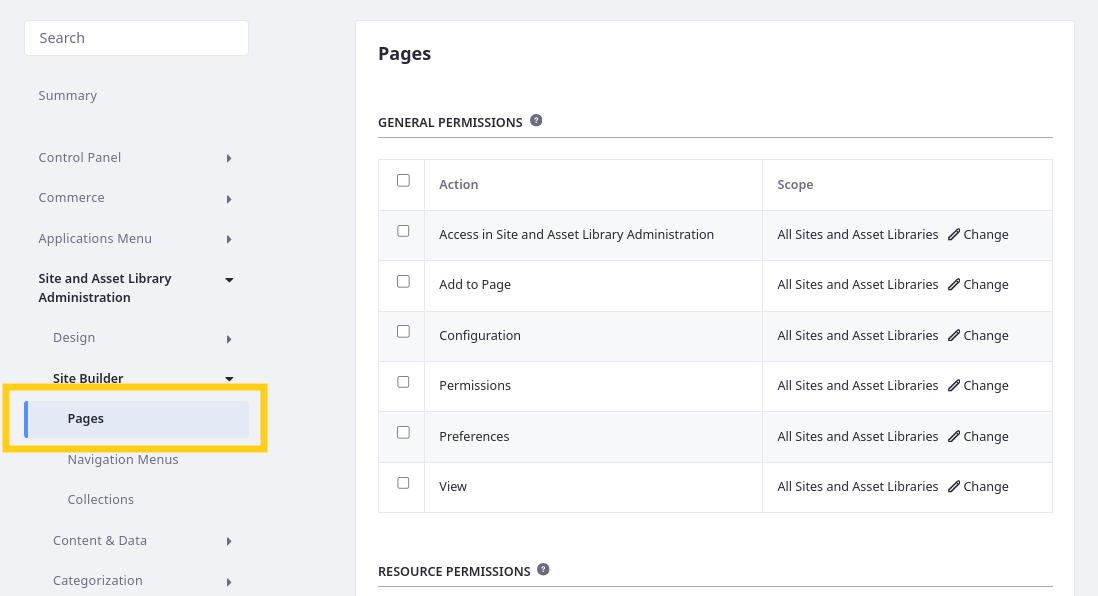 Search
Summary
Control Panel
Commerce
Applications Menu
Site and Asset Library
Administration
Design
Site Builder
Pages
Navigation Menus
Collections
Content & Data
Categorization
Pages
GENERAL PERMISSIONS ?
Action Scope
Access in Site and Asset Library Administration All Sites and Asset Libraries Change
Add to Page All Sites and Asset Libraries Change
Configuration All Sites and Asset Libraries Change
Permissions All Sites and Asset Libraries Change
Preferences All Sites and Asset Libraries Change
View All Sites and Asset Libraries Change
RESOURCE PERMISSIONS ?